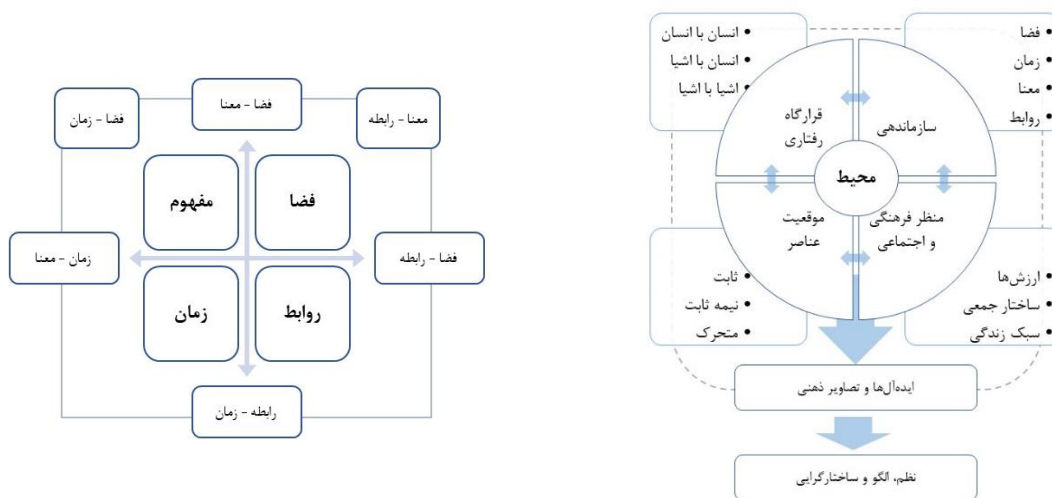 • فضا
• زمان
• معنا
• روابط
• انسان با انسان
• انسان با اشیا
• اشیا با اشیا
سازماندهی
قرارگاه
رفتاری
محیط
منظر فرهنگی
و اجتماعی
موقعیت
عناصر
• ارزش‌ها
• ساختار جمعی
• سبک زندگی
• ثابت
• نیمه ثابت
• متحرک
ایده‌آل‌ها و تصاویر ذهنی
نظم، الگو و ساختارگرایی
معنا - رابطه
فضا - معنا
فضا - زمان
فضا
مفهوم
فضا - رابطه
زمان - معنا
روابط
زمان
رابطه - زمان